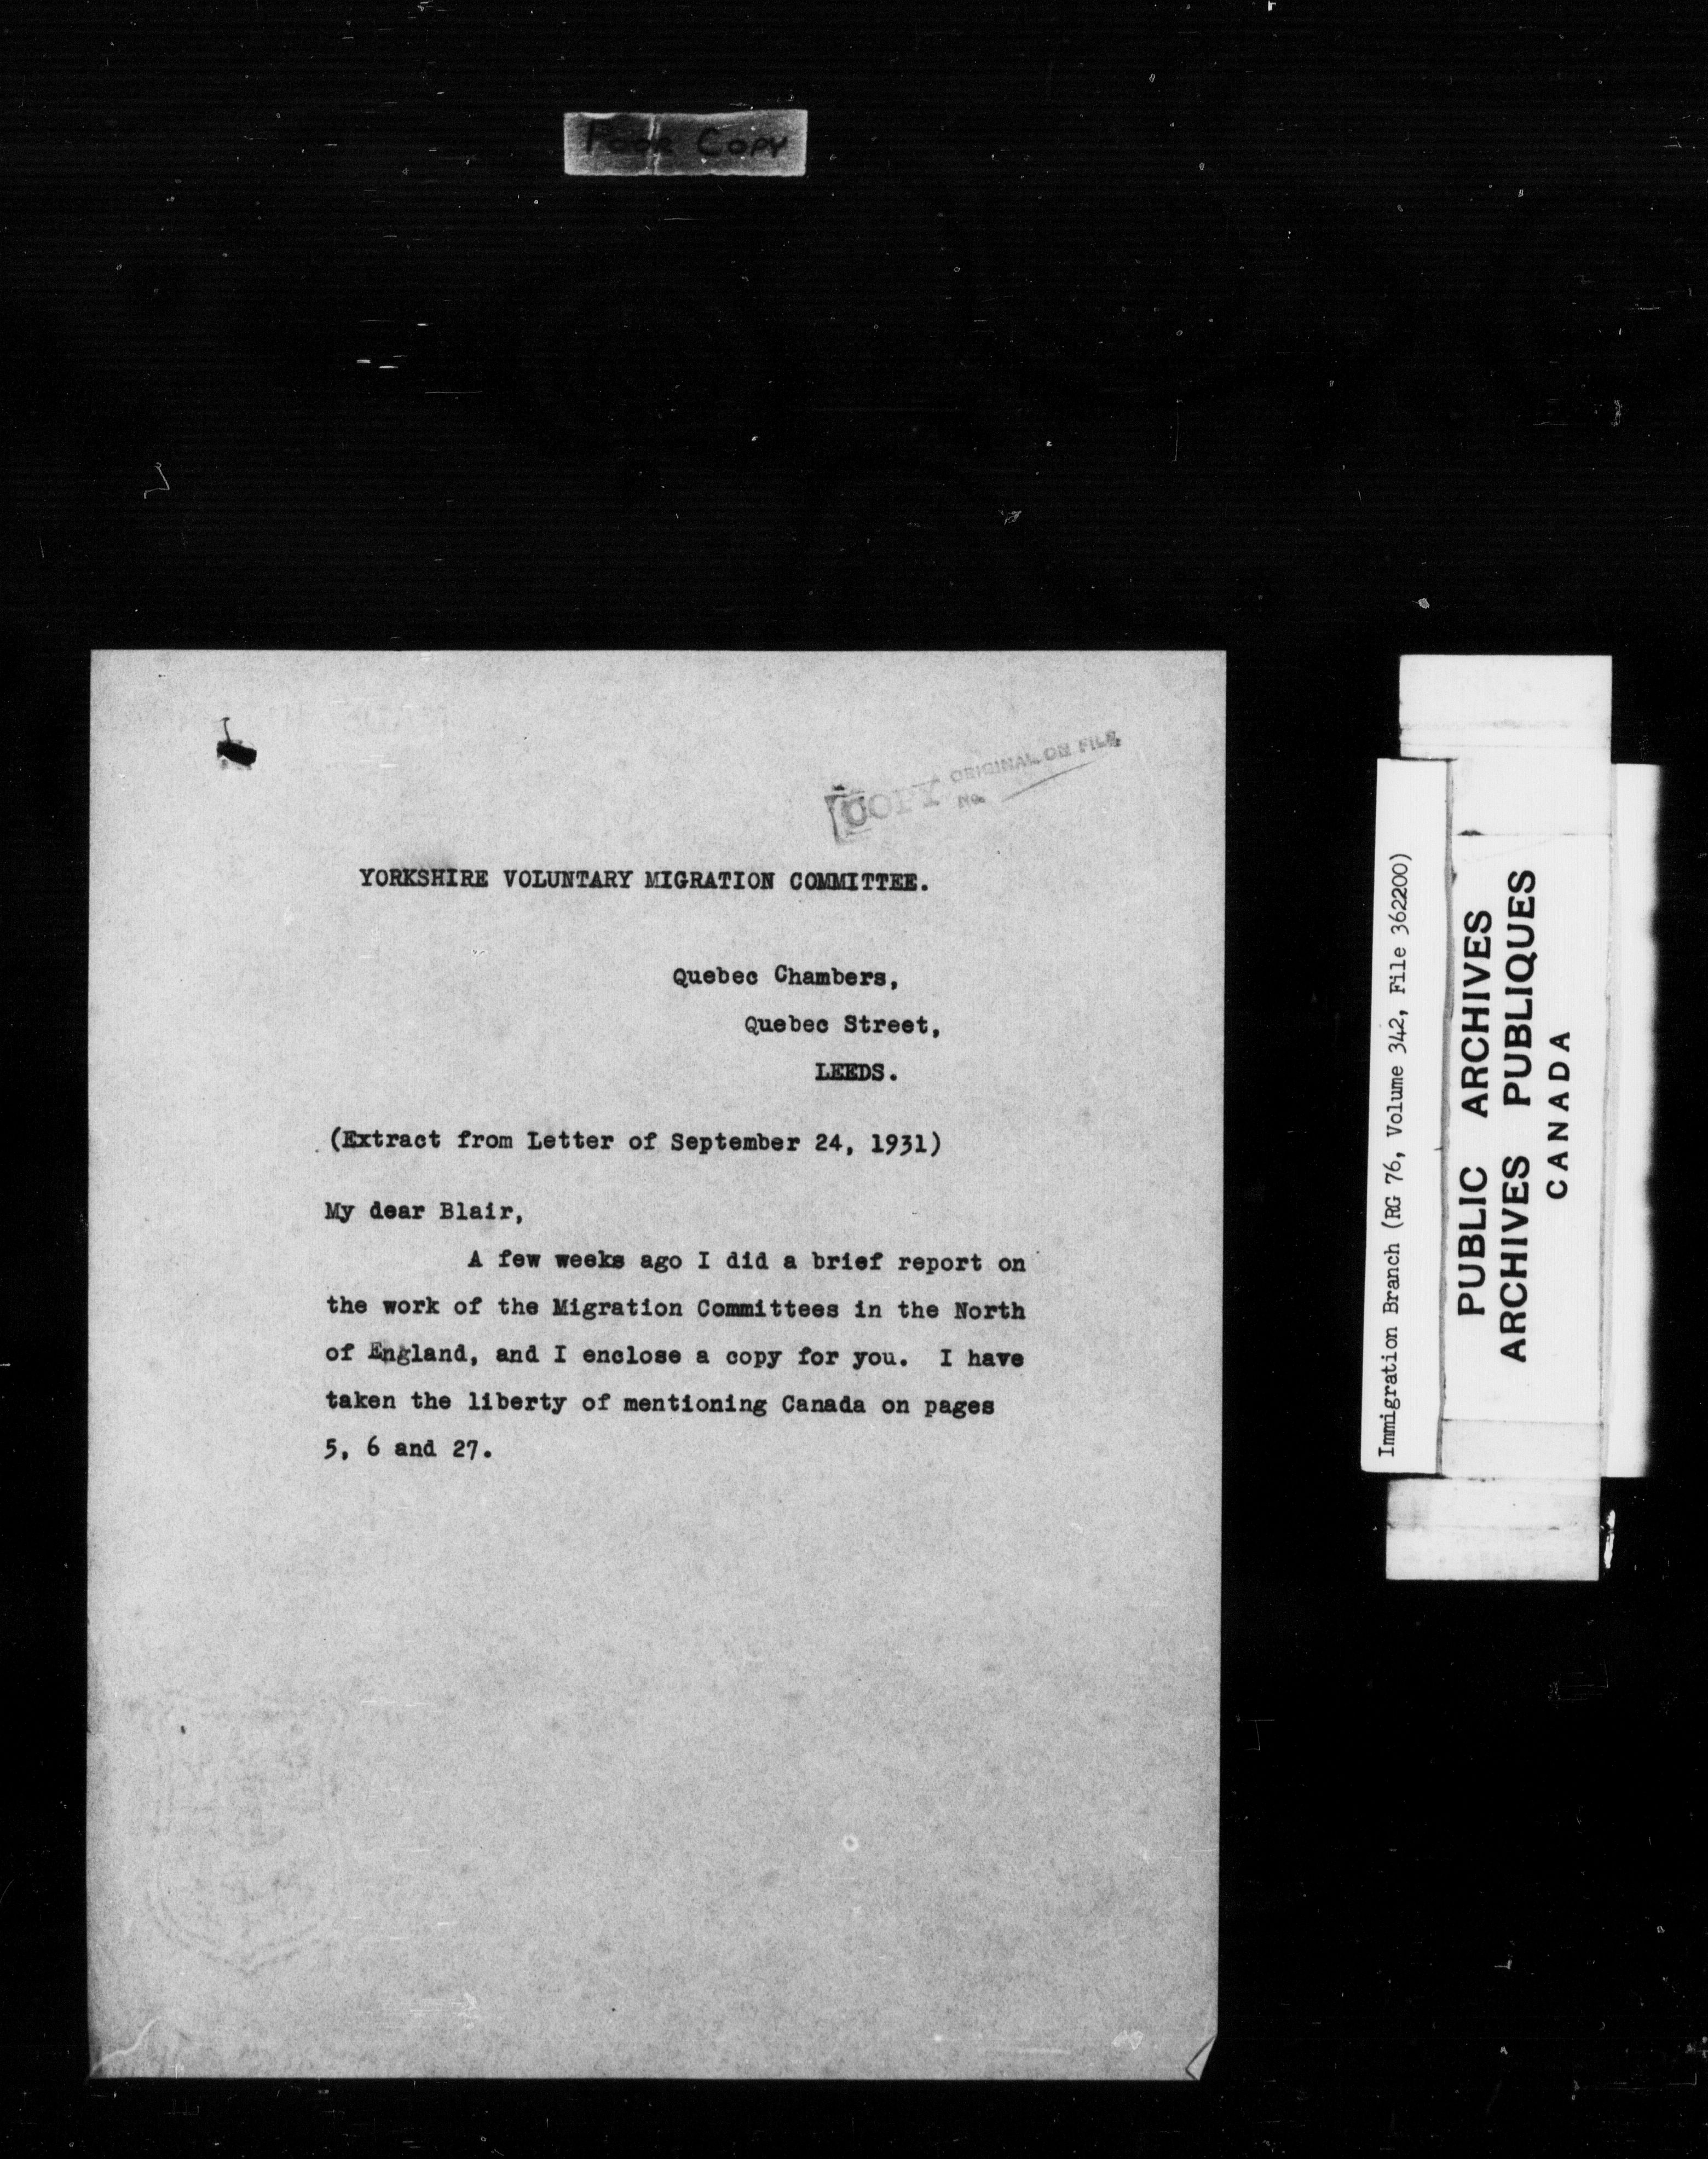 Poor Copy
COPY ORIGINAL ON FILE
No.
YORKSHIRE VOLUNTARY MIGRATION COMMITTEE.
Quebec Chambers,
Quebec Street,
LEEDS.
(Extract from Letter of September 24, 1931)
My dear Blair,
A few weeks ago I did a brief report on
the work of the Migration Committees in the North
of England, and I enclose a copy for you. I have
taken the liberty of mentioning Canada on pages
5, 6 and 27.
Immigration Branch (RG 76, Volume 342, File 362200)
PUBLIC ARCHIVES
ARCHIVES PUBLIQUES
CANADA